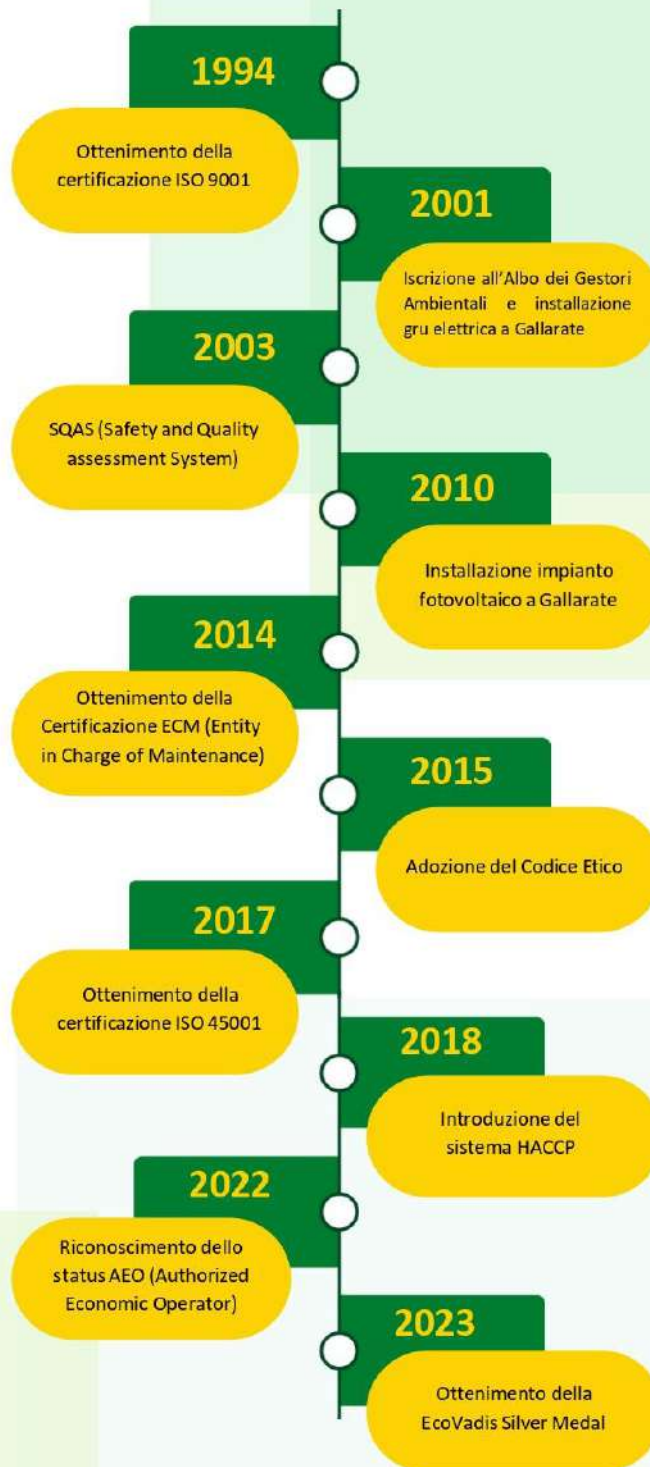 1994
Ottenimento della
certificazione ISO 9001
2001
Iscrizione all'Albo dei Gestori
Ambientali e installazione
gru elettrica a Gallarate
2003
SQAS (Safety and Quality
assessment System)
2010
Installazione impianto
fotovoltaico a Gallarate
2014
Ottenimento della
Certificazione ECM (Entity
in Charge of Maintenance)
2015
Adozione del Codice Etico
2017
Ottenimento della
certificazione ISO 45001
2018
Introduzione del
sistema HACCP
2022
Riconoscimento dello
status AEO (Authorized
Economic Operator)
2023
Ottenimento della
EcoVadis Silver Medal